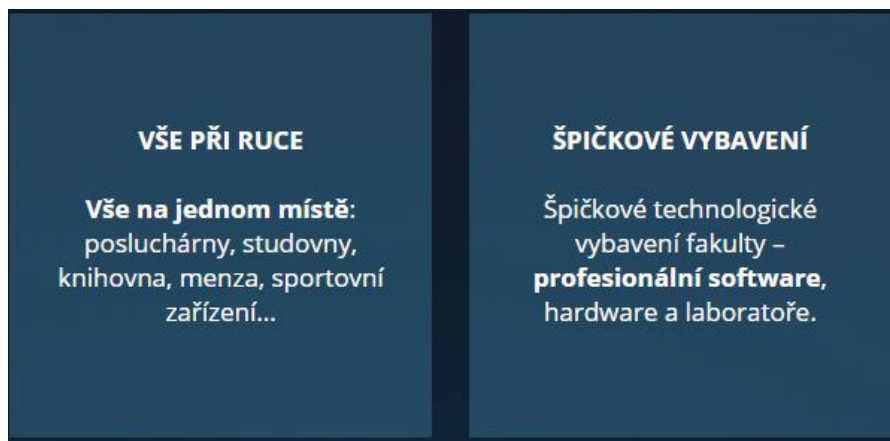 VŠE PŘI RUCE
Vše na jednom místě:
posluchárny, studovny,
knihovna, menza, sportovní
zařízení...
ŠPIČKOVÉ VYBAVENÍ
Špičkové technologické
vybavení fakulty –
profesionální software,
hardware a laboratoře.